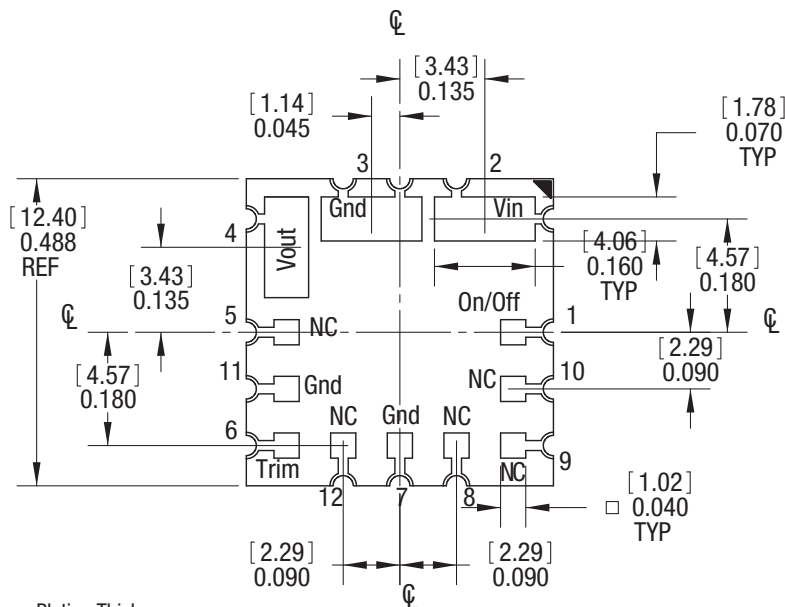 ℄
[3.43]
0.135
[1.14]
0.045
[1.78]
0.070
TYP
3
2
Gnd
Vin
[12.40]
0.488
REF
4
Vout
[4.06]
0.160
TYP
[4.57]
0.180
[3.43]
0.135
On/Off
℄
5
NC
1
℄
[2.29]
0.090
[4.57]
0.180
11
Gnd
NC
10
6
Trim
NC
Gnd
NC
NC
9
12
7
8
□ [1.02]
0.040
TYP
[2.29]
0.090
[2.29]
0.090
℄